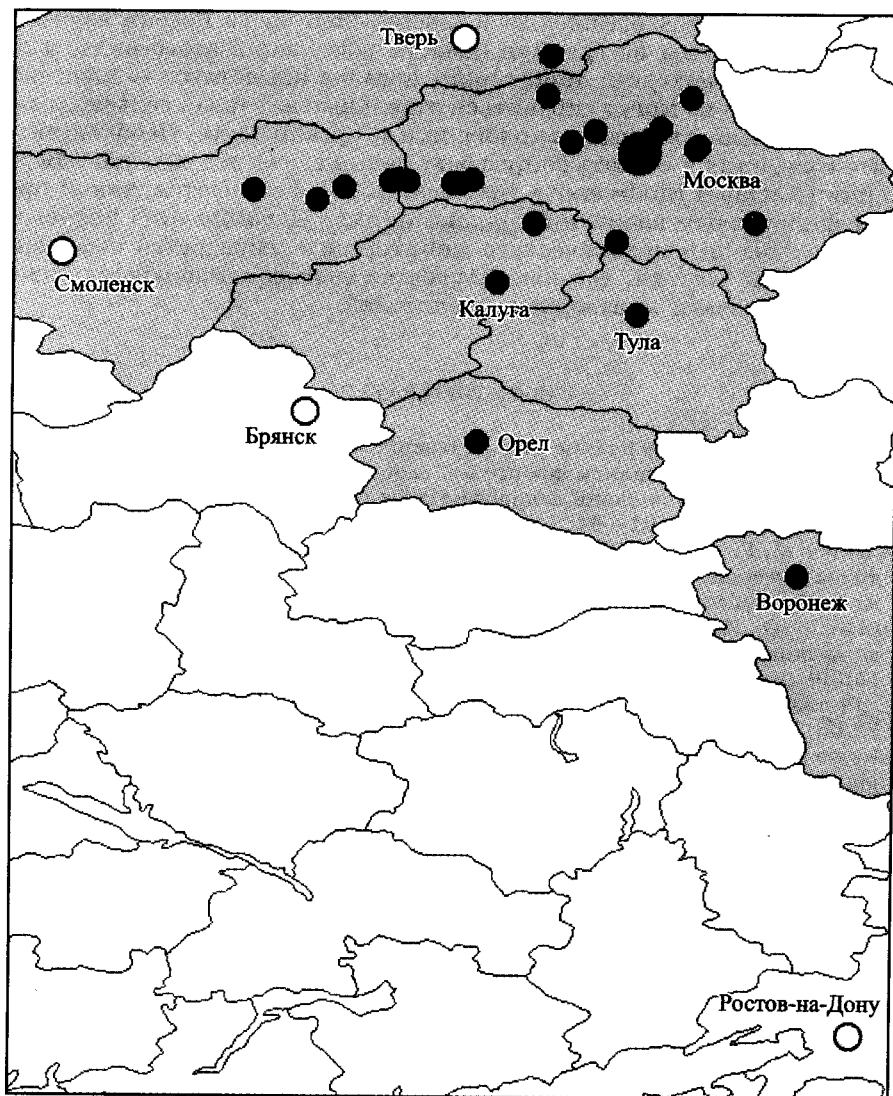 Тверь
Москва
Смоленск
Калуга
Тула
Брянск
Орел
Воронеж
Ростов-на-Дону